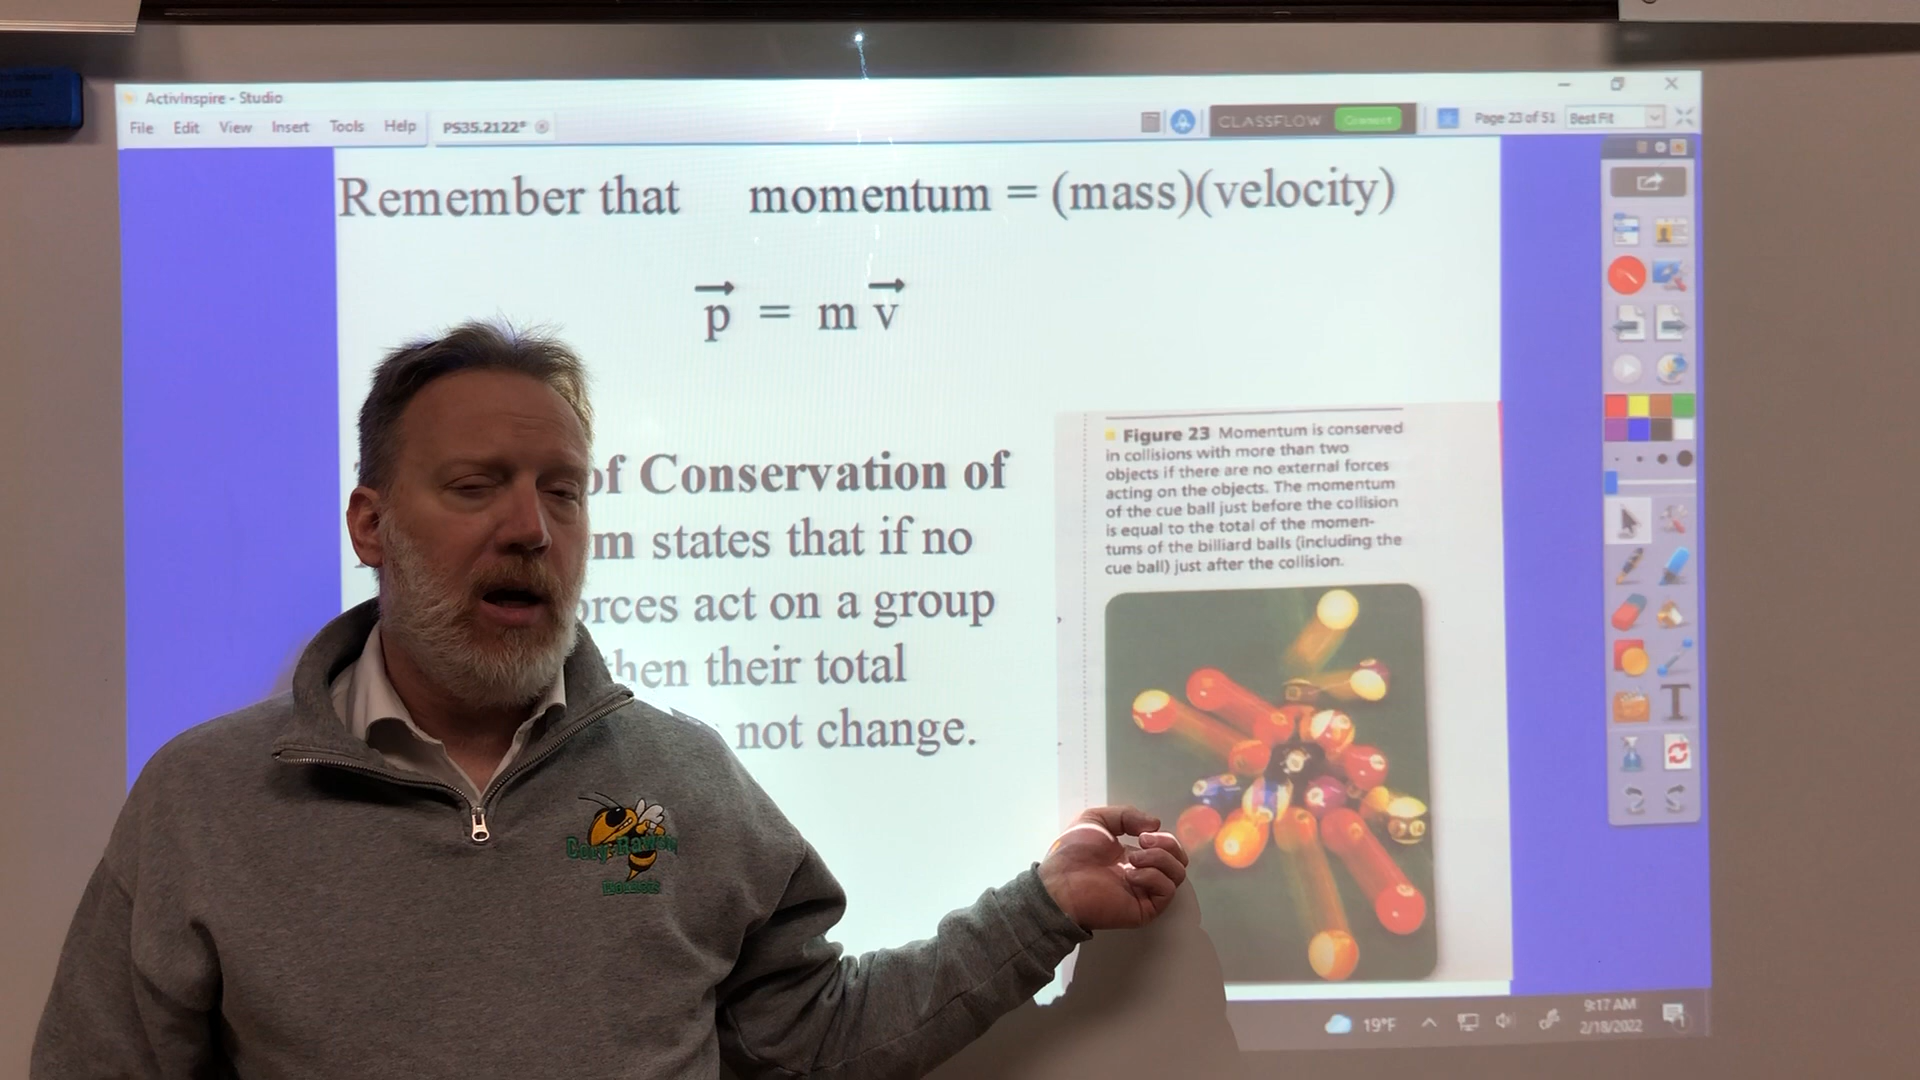 ActivInspire - Studio
File Edit View Insert Tools Help PS35.2122* CLASSFLOW Connect Page 23 of 51 Best Fit
Remember that momentum = (mass)(velocity)
p = m v
of Conservation of
m states that if no
orces act on a group
then their total
not change.
Figure 23 Momentum is conserved
in collisions with more than two
objects if there are no external forces
acting on the objects. The momentum
of the cue ball just before the collision
is equal to the total of the momen-
tums of the billiard balls (including the
cue ball) just after the collision.
T
Cory-Rawson
Hornets
19°F 9:17 AM
2/18/2022